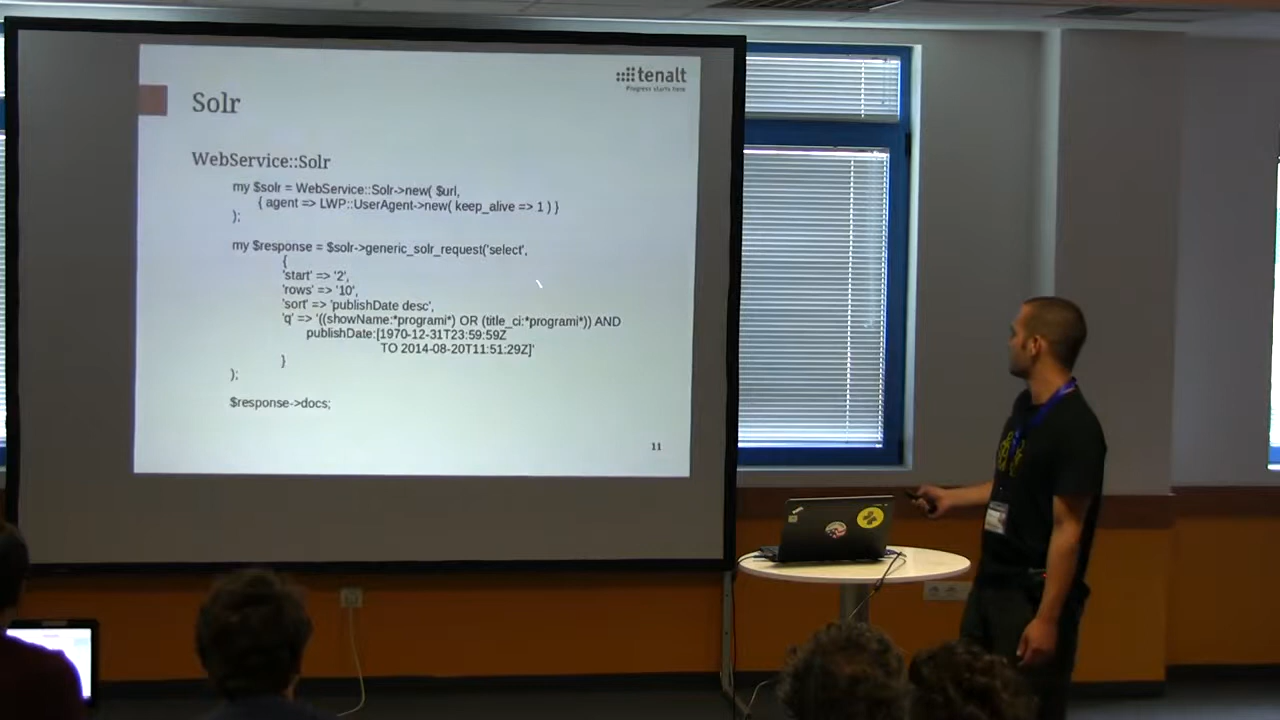 tenalt
Progress starts here
Solr
WebService::Solr
my $solr = WebService::Solr->new( $url,
{ agent => LWP::UserAgent->new( keep_alive => 1 ) }
);
my $response = $solr->generic_solr_request('select',
{
'start' => '2',
'rows' => '10',
'sort' => 'publishDate desc',
'q' => '((showName:*programi*) OR (title_ci:*programi*)) AND
publishDate:[1970-12-31T23:59:59Z
TO 2014-08-20T11:51:29Z]'
}
);
$response->docs;
11